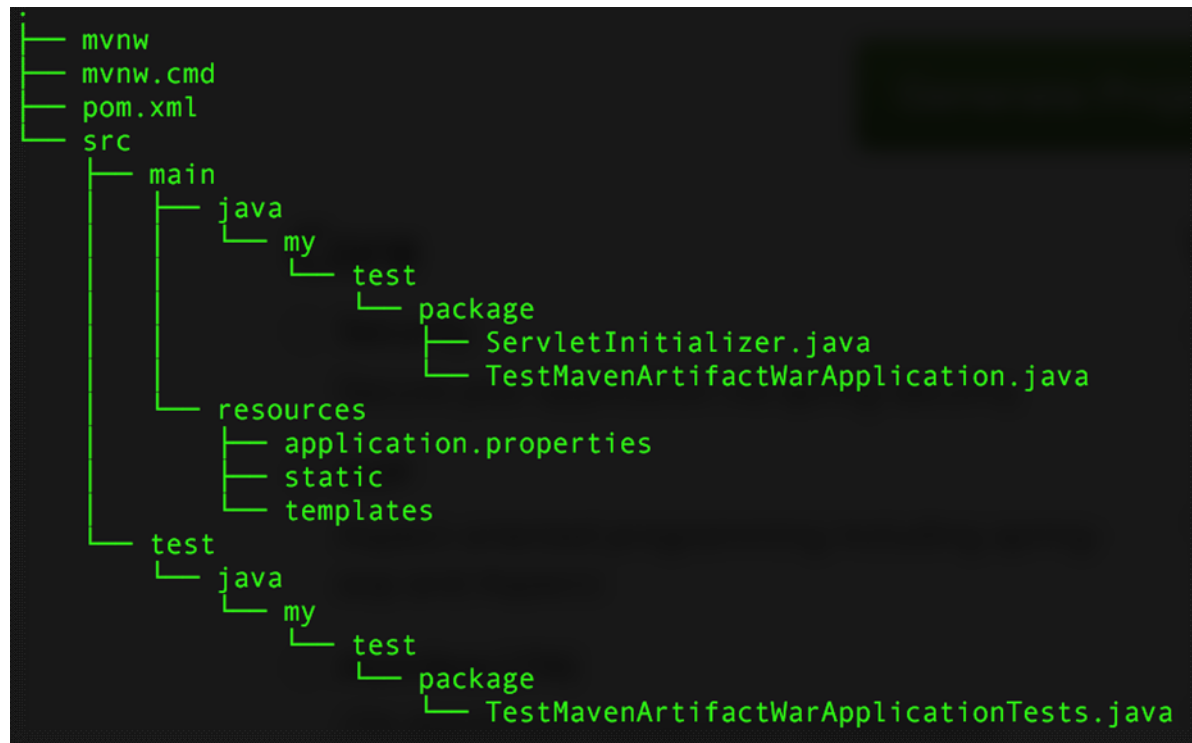 .
├── mvnw
├── mvnw.cmd
├── pom.xml
└── src
    ├── main
    │   ├── java
    │   │   └── my
    │   │       └── test
    │   │           └── package
    │   │               ├── ServletInitializer.java
    │   │               └── TestMavenArtifactWarApplication.java
    │   └── resources
    │       ├── application.properties
    │       ├── static
    │       └── templates
    └── test
        └── java
            └── my
                └── test
                    └── package
                        └── TestMavenArtifactWarApplicationTests.java